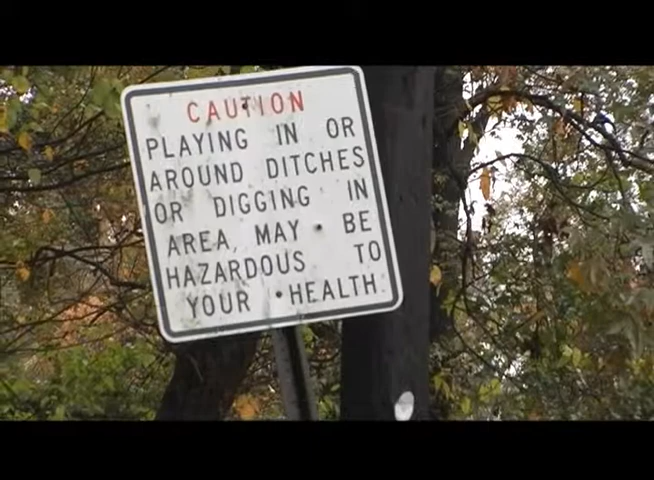 CAUTION
PLAYING IN OR
AROUND DITCHES
OR DIGGING IN
AREA, MAY BE
HAZARDOUS TO
YOUR HEALTH.